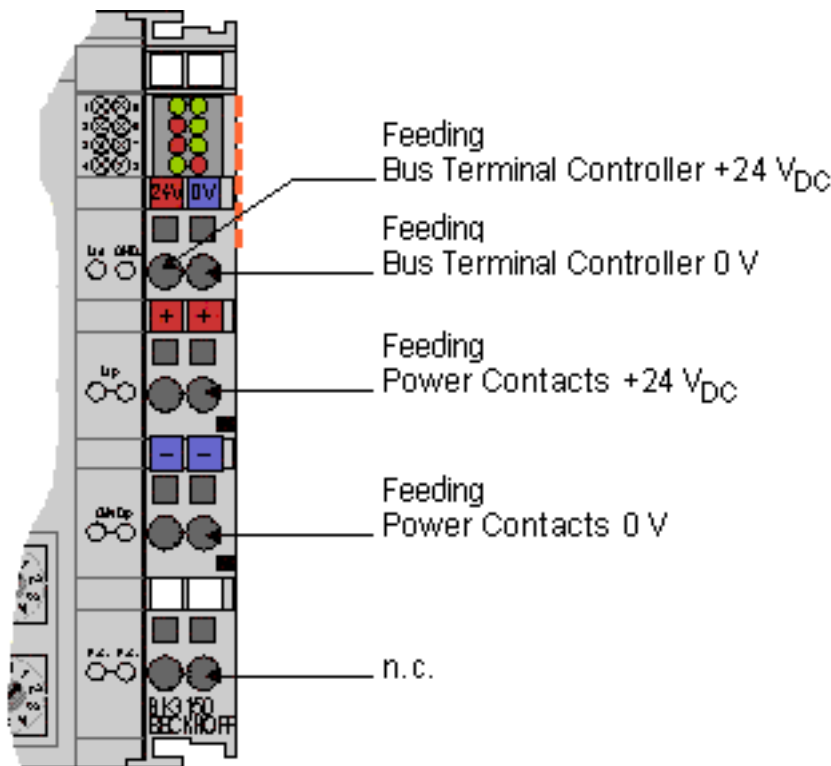 Feeding
Bus Terminal Controller +24 VDC
24V 0V
Feeding
Bus Terminal Controller 0 V
+ +
Feeding
Power Contacts +24 VDC
Up
- -
Feeding
Power Contacts 0 V
n.c. n.c.
n.c.
BK3150
BECKHOFF